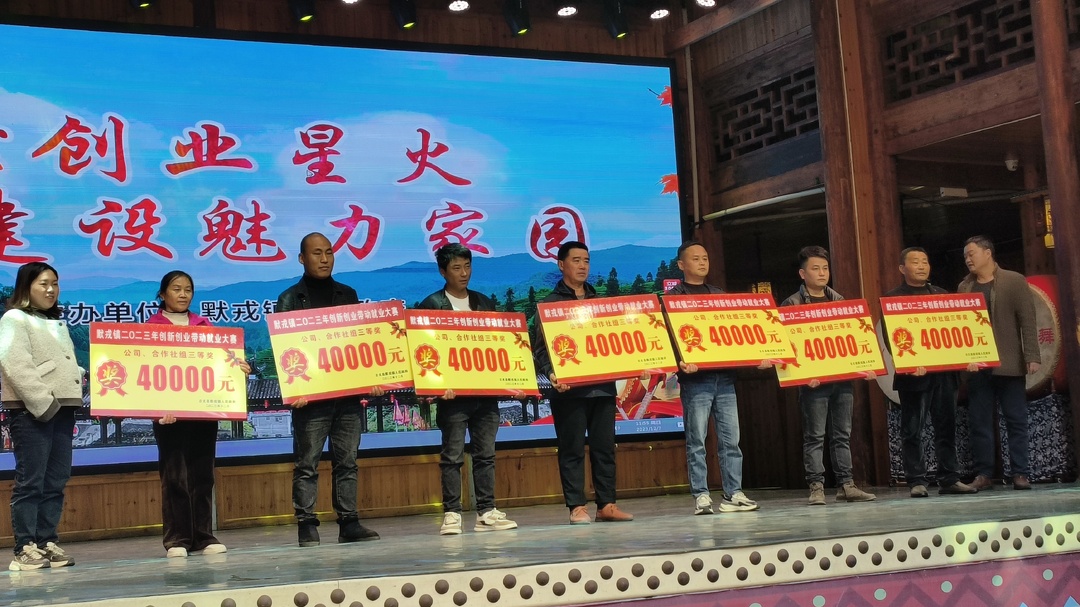 创业星火
建设魅力家园
办单位
默戎镇
默戎镇二〇二三年创新创业带动就业大赛
公司、合作社组三等奖
奖
40000元
默戎镇二〇二三年创新创业带动就业大赛
公司、合作社组三等奖
奖
40000元
默戎镇二〇二三年创新创业带动就业大赛
公司、合作社组三等奖
奖
40000元
默戎镇二〇二三年创新创业带动就业大赛
公司、合作社组三等奖
奖
40000元
默戎镇二〇二三年创新创业带动就业大赛
公司、合作社组三等奖
奖
40000元
创新创业带动就业大赛
合作社组三等奖
40000元
默戎镇二〇二三年创新创业带动就业大赛
公司、合作社组三等奖
奖
40000元
舞